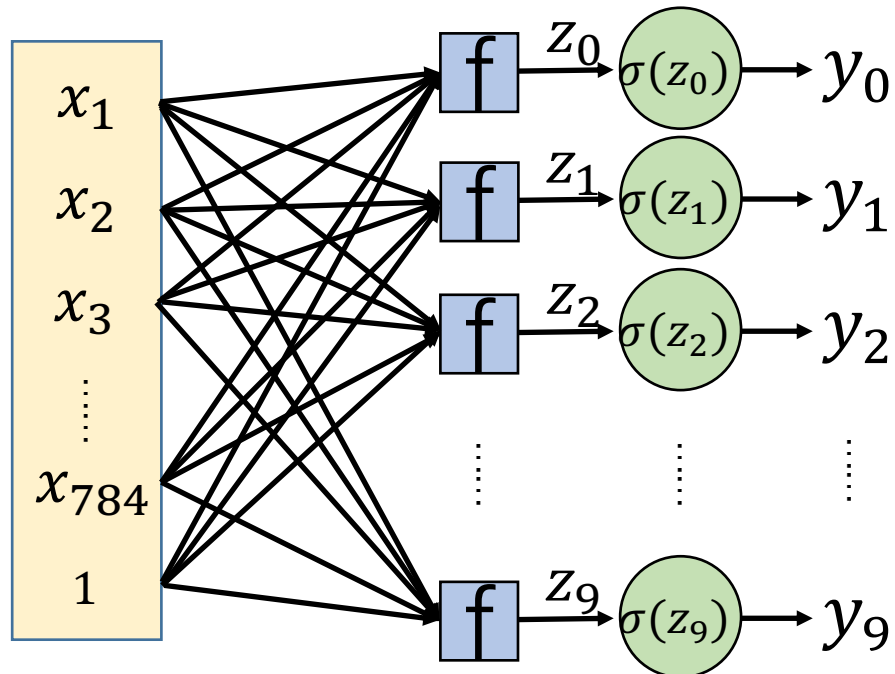 x₁
x₂
x₃
......
x₇₈₄
1
f z₀ σ(z₀) y₀
f z₁ σ(z₁) y₁
f z₂ σ(z₂) y₂
...... ...... ......
f z₉ σ(z₉) y₉